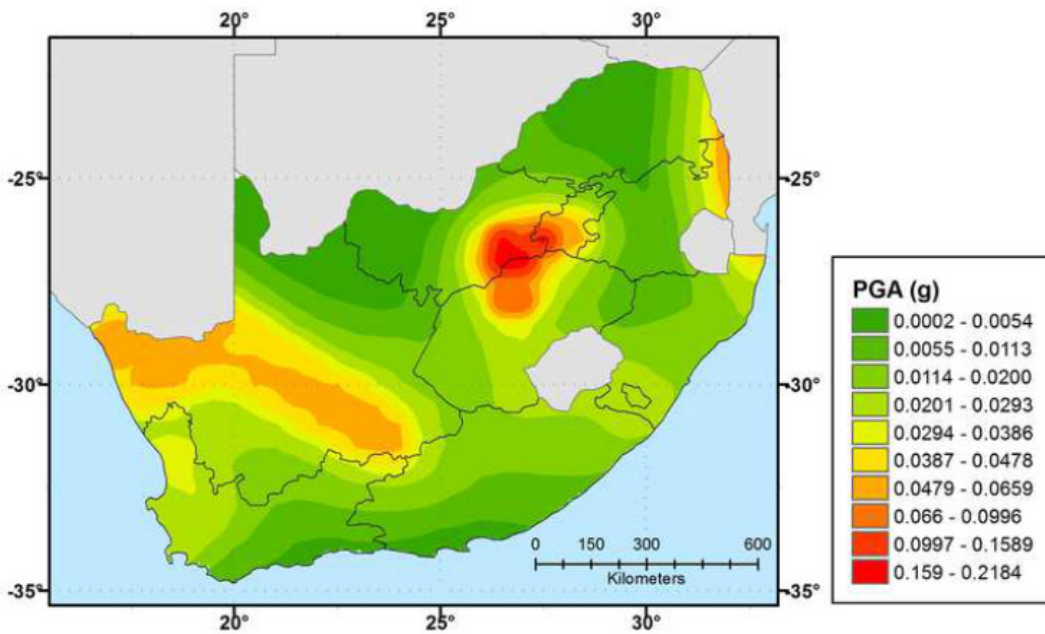 20° 25° 30°
-25° -25°
-30° -30°
-35° -35°
0 150 300 600
Kilometers
20° 25° 30°
PGA (g)
0.0002 - 0.0054
0.0055 - 0.0113
0.0114 - 0.0200
0.0201 - 0.0293
0.0294 - 0.0386
0.0387 - 0.0478
0.0479 - 0.0659
0.066 - 0.0996
0.0997 - 0.1589
0.159 - 0.2184